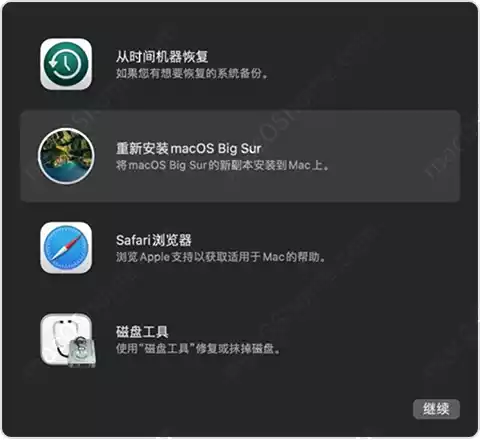 从时间机器恢复
如果您有想要恢复的系统备份。
重新安装macOS Big Sur
将macOS Big Sur的新副本安装到Mac上。
Safari浏览器
浏览Apple支持以获取适用于Mac的帮助。
磁盘工具
使用“磁盘工具”修复或抹掉磁盘。
继续